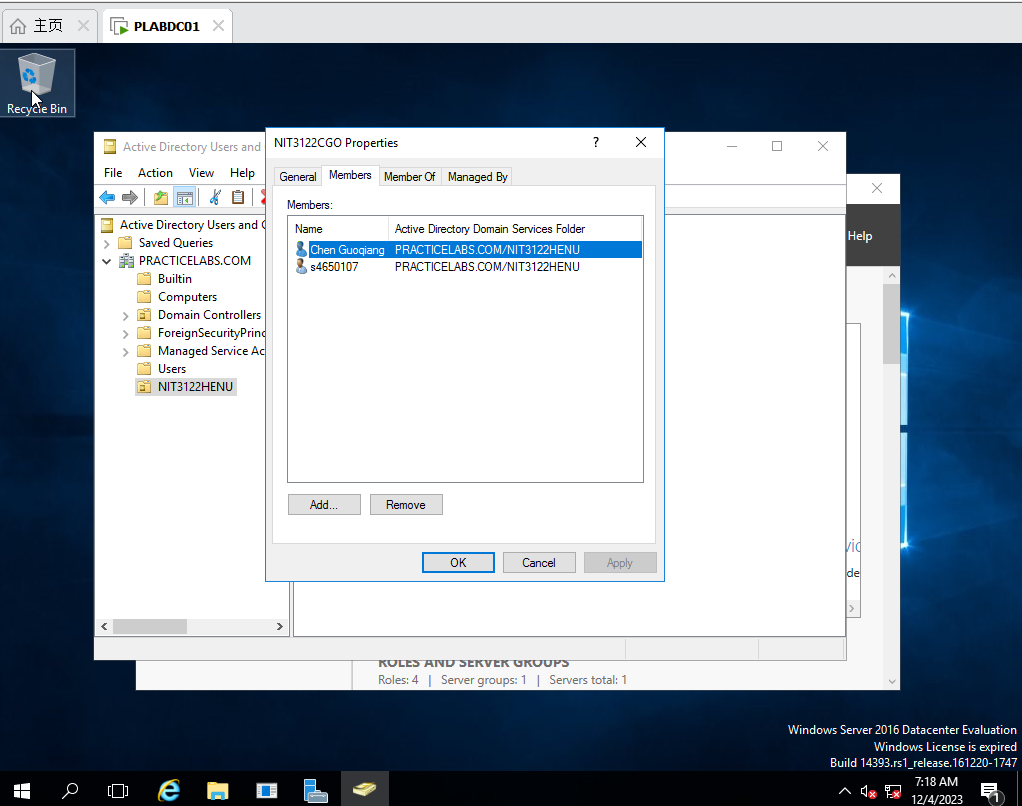 主页
PLABDC01
Recycle Bin
Active Directory Users and
File Action View Help
NIT3122CGO Properties
?
General Members Member Of Managed By
Members:
Name Active Directory Domain Services Folder
Chen Guoqiang PRACTICELABS.COM/NIT3122HENU
s4650107 PRACTICELABS.COM/NIT3122HENU
Add... Remove
OK Cancel Apply
Active Directory Users and C
Saved Queries
PRACTICELABS.COM
Builtin
Computers
Domain Controllers
ForeignSecurityPrinc
Managed Service Ac
Users
NIT3122HENU
Help
vic
de
ROLES AND SERVER GROUPS
Roles: 4 | Server groups: 1 | Servers total: 1
Windows Server 2016 Datacenter Evaluation
Windows License is expired
Build 14393.rs1_release.161220-1747
7:18 AM
12/4/2023
1